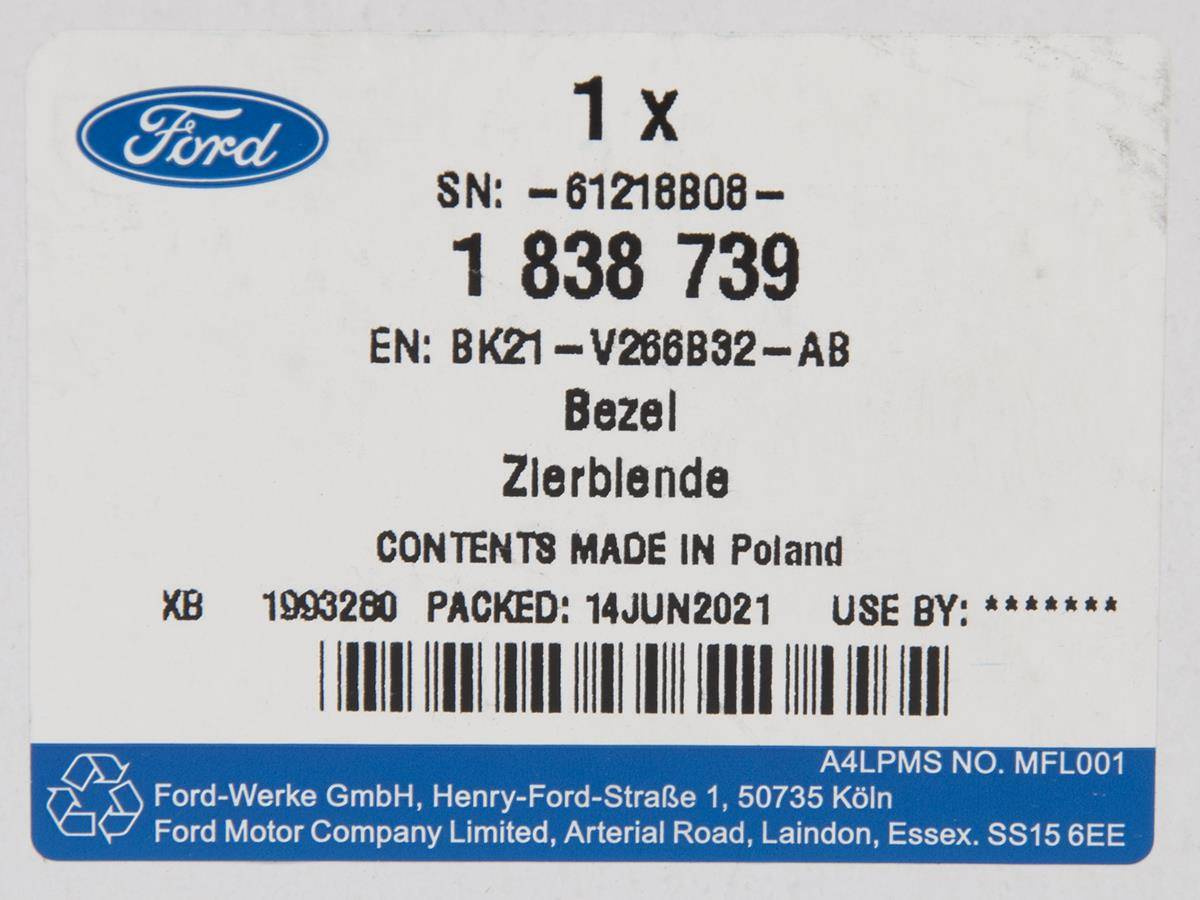 Ford
1 x
SN: -61218B08-
1 838 739
EN: BK21-V266B32-AB
Bezel
Zierblende
CONTENTS MADE IN Poland
XB 1993280 PACKED: 14JUN2021 USE BY: *******
A4LPMS NO. MFL001
Ford-Werke GmbH, Henry-Ford-Straße 1, 50735 Köln
Ford Motor Company Limited, Arterial Road, Laindon, Essex. SS15 6EE